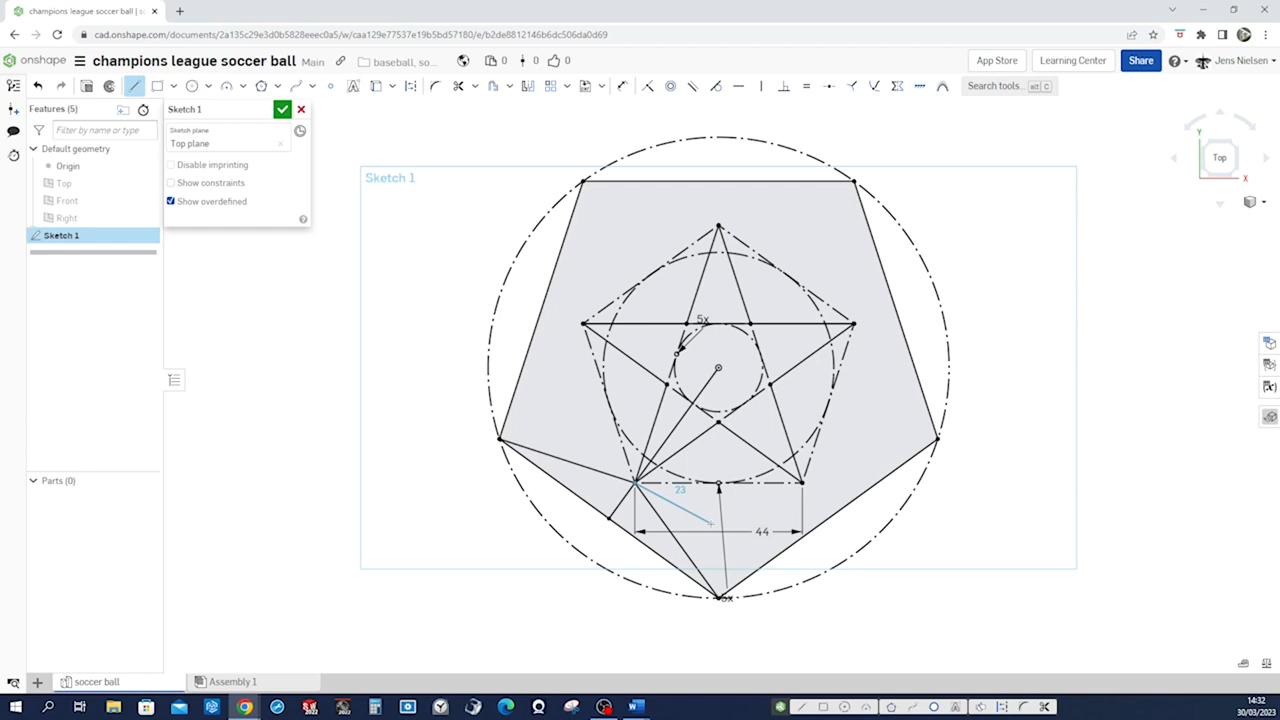 champions league soccer ball | s
cad.onshape.com/documents/2a135c29e3d0b5828eeec0a5/w/caa129e77537e19b5bd57180/e/b2de8812146b6dc506da0d69
onshape
champions league soccer ball
Main
baseball, so...
0
0
0
App Store
Learning Center
Share
Jens Nielsen
Search tools...
alt
C
Features (5)
Filter by name or type
Default geometry
Origin
Top
Front
Right
Sketch 1
Sketch 1
Sketch plane
Top plane
Disable imprinting
Show constraints
Show overdefined
Sketch 1
5x
23
44
5x
Y
Top
X
Parts (0)
soccer ball
Assembly 1
2022
2022
14:32
30/03/2023